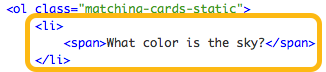 <ol class="matching-cards-static">
<li>
<span>What color is the sky?</span>
</li>